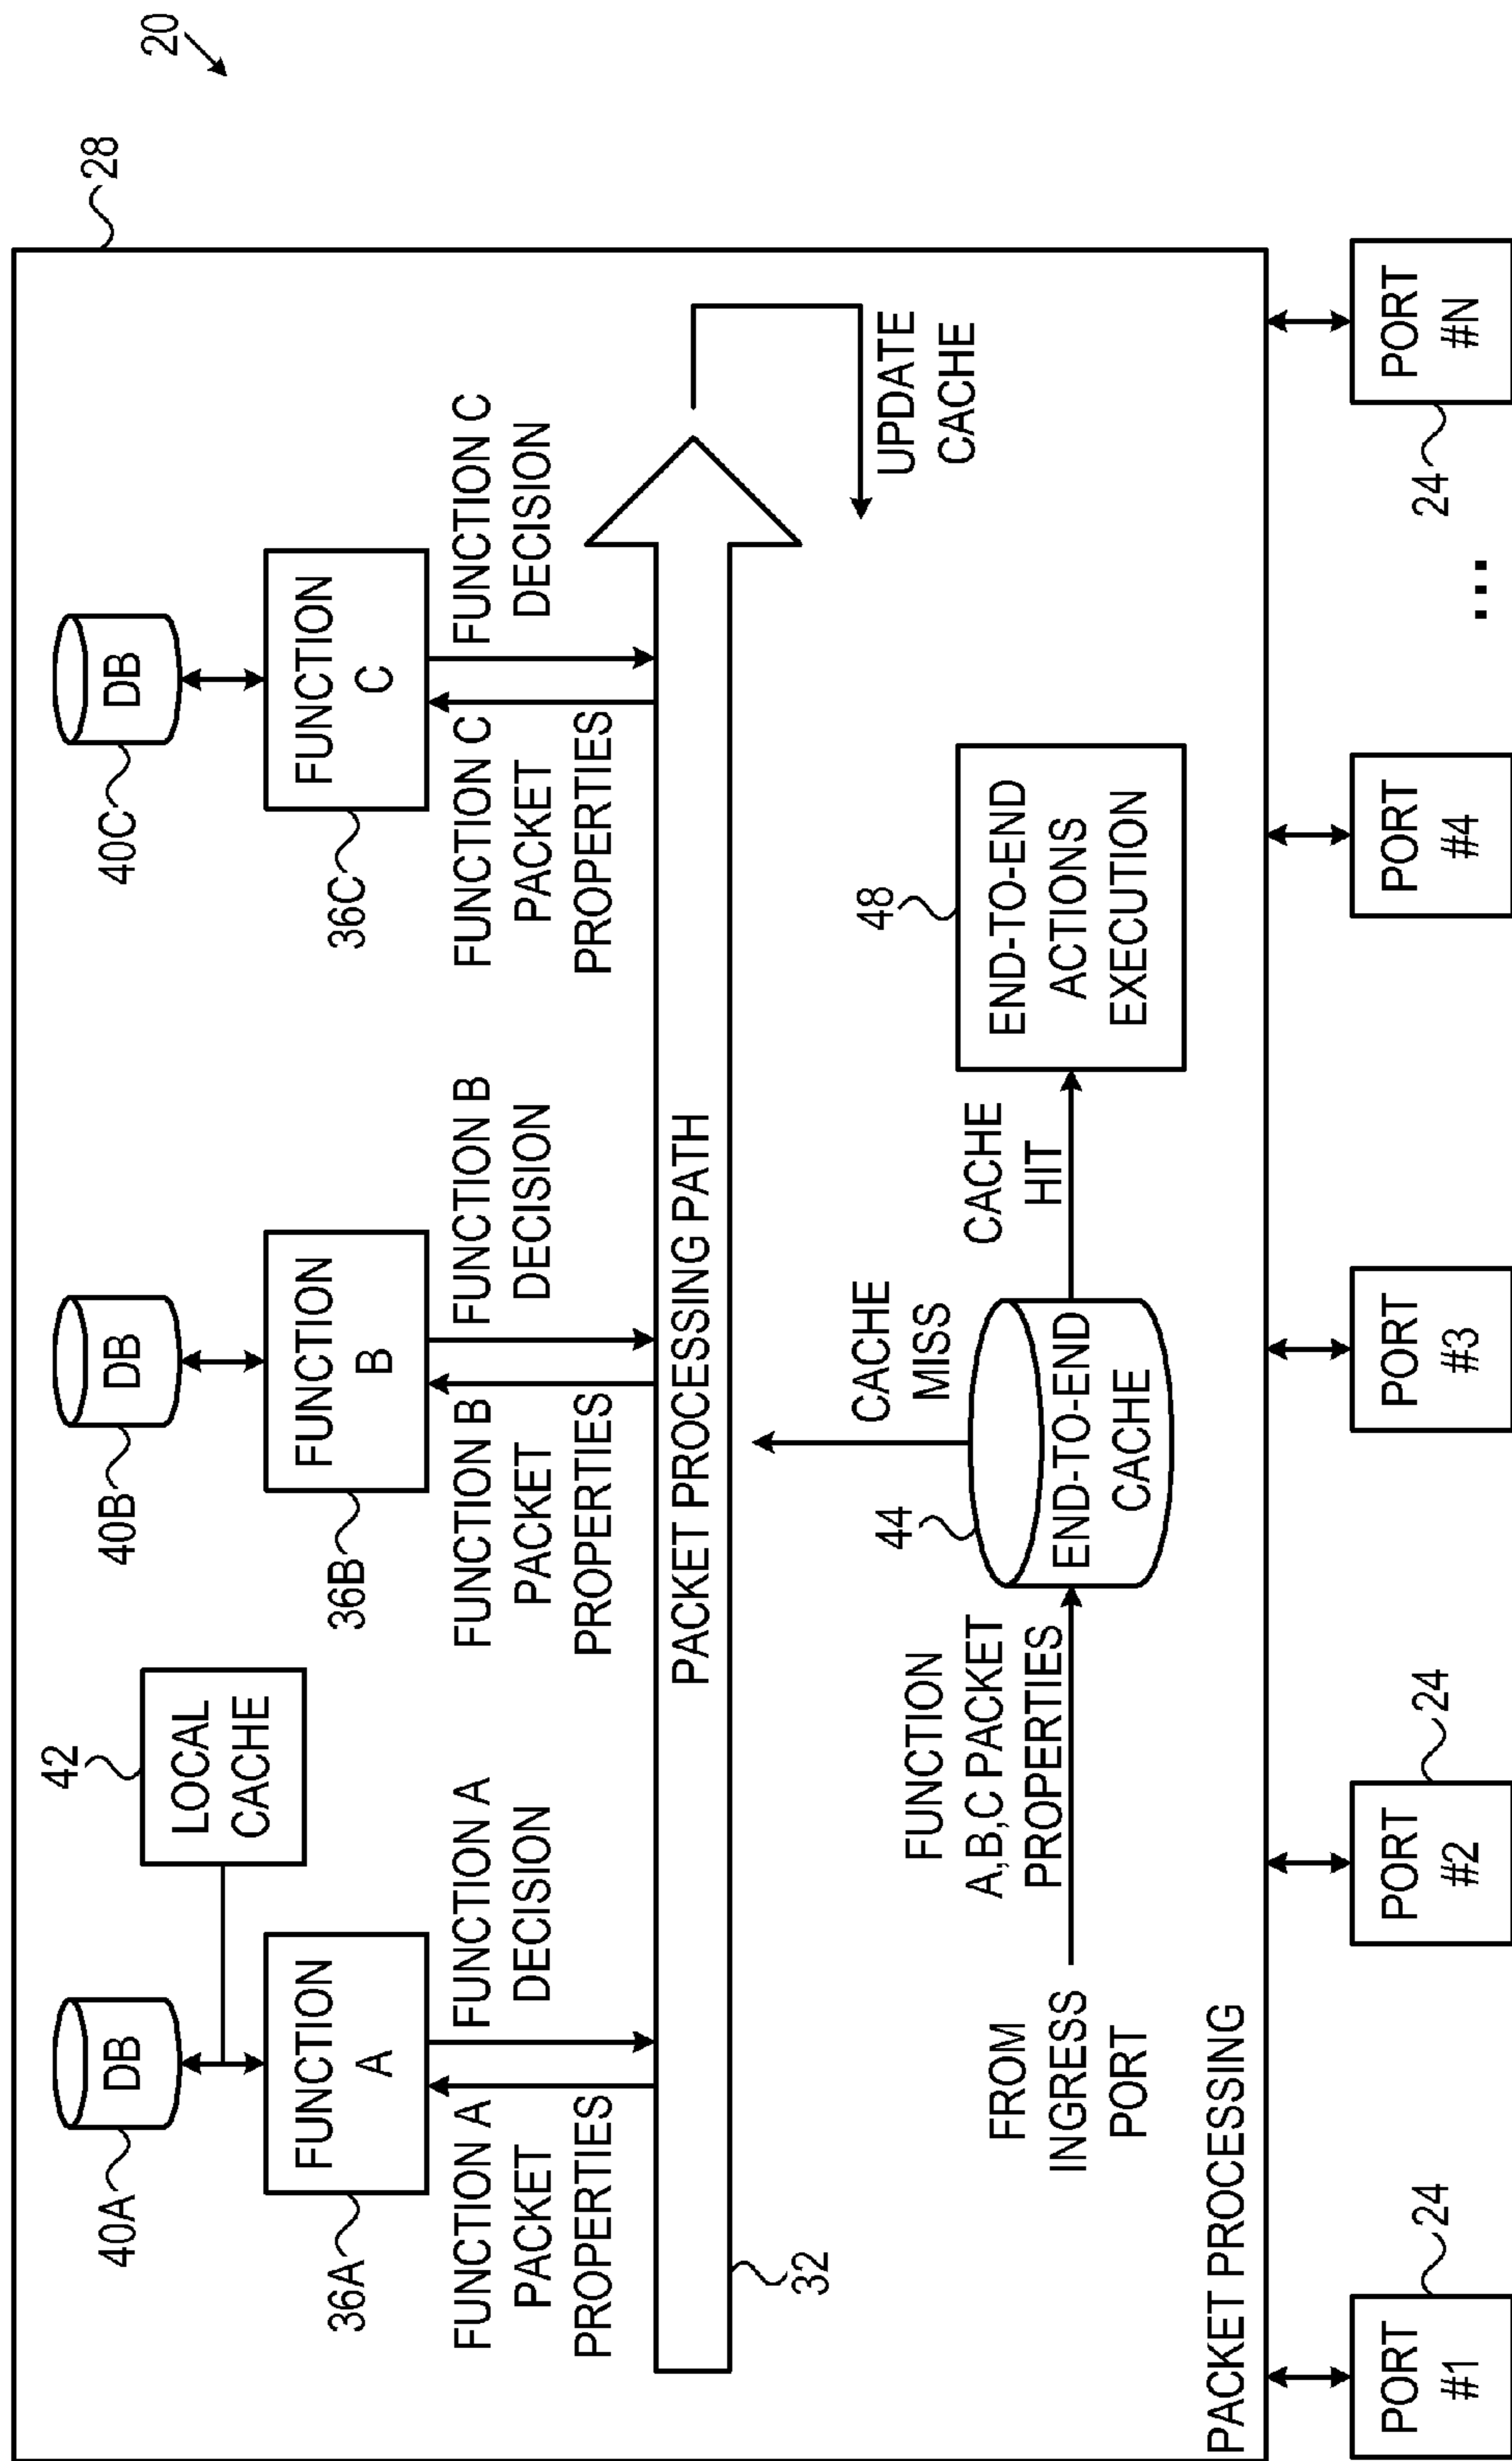 20
28
40A
DB
42
LOCAL
CACHE
40B
DB
40C
DB
36A
FUNCTION
A
36B
FUNCTION
B
36C
FUNCTION
C
FUNCTION A
PACKET
PROPERTIES
FUNCTION A
DECISION
FUNCTION B
PACKET
PROPERTIES
FUNCTION B
DECISION
FUNCTION C
PACKET
PROPERTIES
FUNCTION C
DECISION
PACKET PROCESSING PATH
32
UPDATE
CACHE
FROM
INGRESS
PORT
FUNCTION
A,B,C PACKET
PROPERTIES
44
END-TO-END
CACHE
CACHE
MISS
CACHE
HIT
48
END-TO-END
ACTIONS
EXECUTION
PACKET PROCESSING
PORT
#1
24
PORT
#2
24
PORT
#3
PORT
#4
...
PORT
#N
24